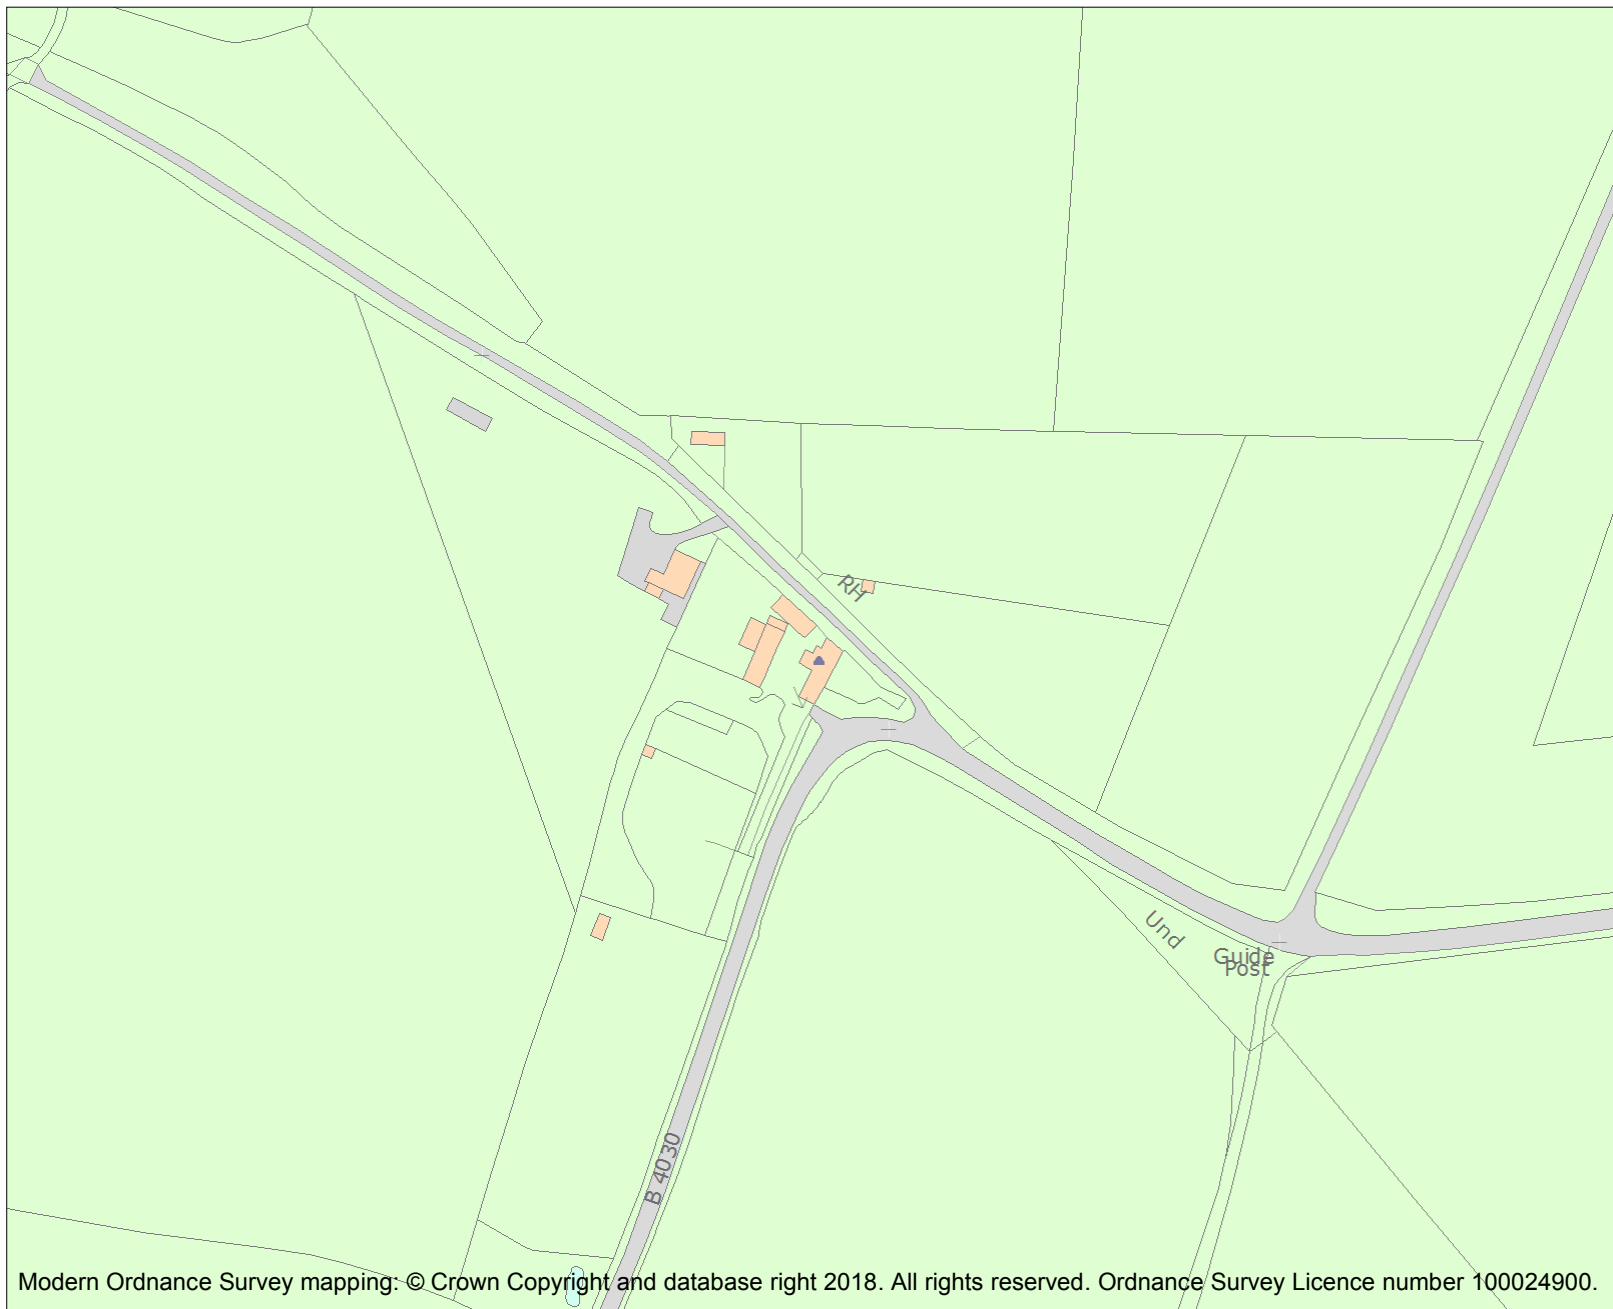 RH
Und
Guide
Post
B 4030
Modern Ordnance Survey mapping: © Crown Copyright and database right 2018. All rights reserved. Ordnance Survey Licence number 100024900.